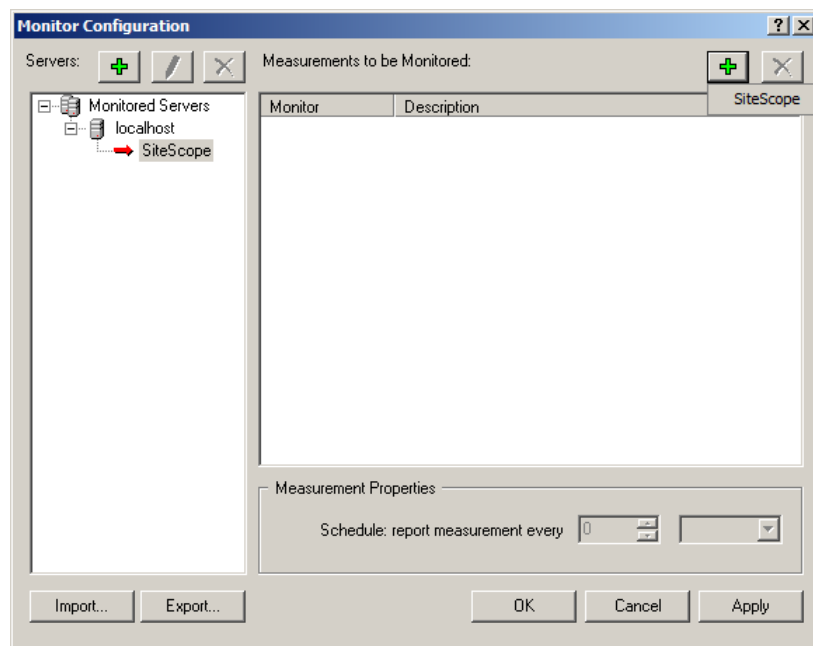 Monitor Configuration
Servers:
Measurements to be Monitored:
SiteScope
Monitored Servers
localhost
SiteScope
Monitor Description
Measurement Properties
Schedule: report measurement every 0
Import... Export... OK Cancel Apply